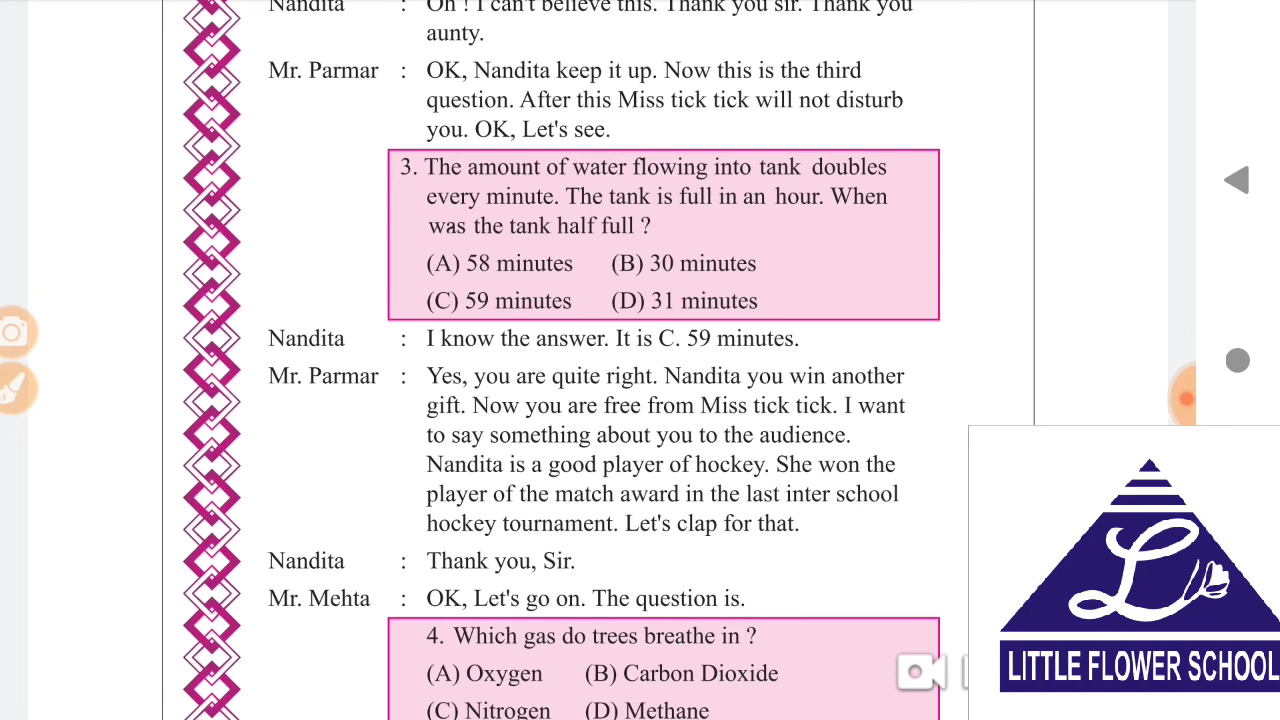 Nandita : Oh ! I can't believe this. Thank you sir. Thank you
aunty.
Mr. Parmar : OK, Nandita keep it up. Now this is the third
question. After this Miss tick tick will not disturb
you. OK, Let's see.
3. The amount of water flowing into tank doubles
every minute. The tank is full in an hour. When
was the tank half full ?
(A) 58 minutes (B) 30 minutes
(C) 59 minutes (D) 31 minutes
Nandita : I know the answer. It is C. 59 minutes.
Mr. Parmar : Yes, you are quite right. Nandita you win another
gift. Now you are free from Miss tick tick. I want
to say something about you to the audience.
Nandita is a good player of hockey. She won the
player of the match award in the last inter school
hockey tournament. Let's clap for that.
Nandita : Thank you, Sir.
Mr. Mehta : OK, Let's go on. The question is.
4. Which gas do trees breathe in ?
(A) Oxygen (B) Carbon Dioxide
(C) Nitrogen (D) Methane
L
LITTLE FLOWER SCHOOL